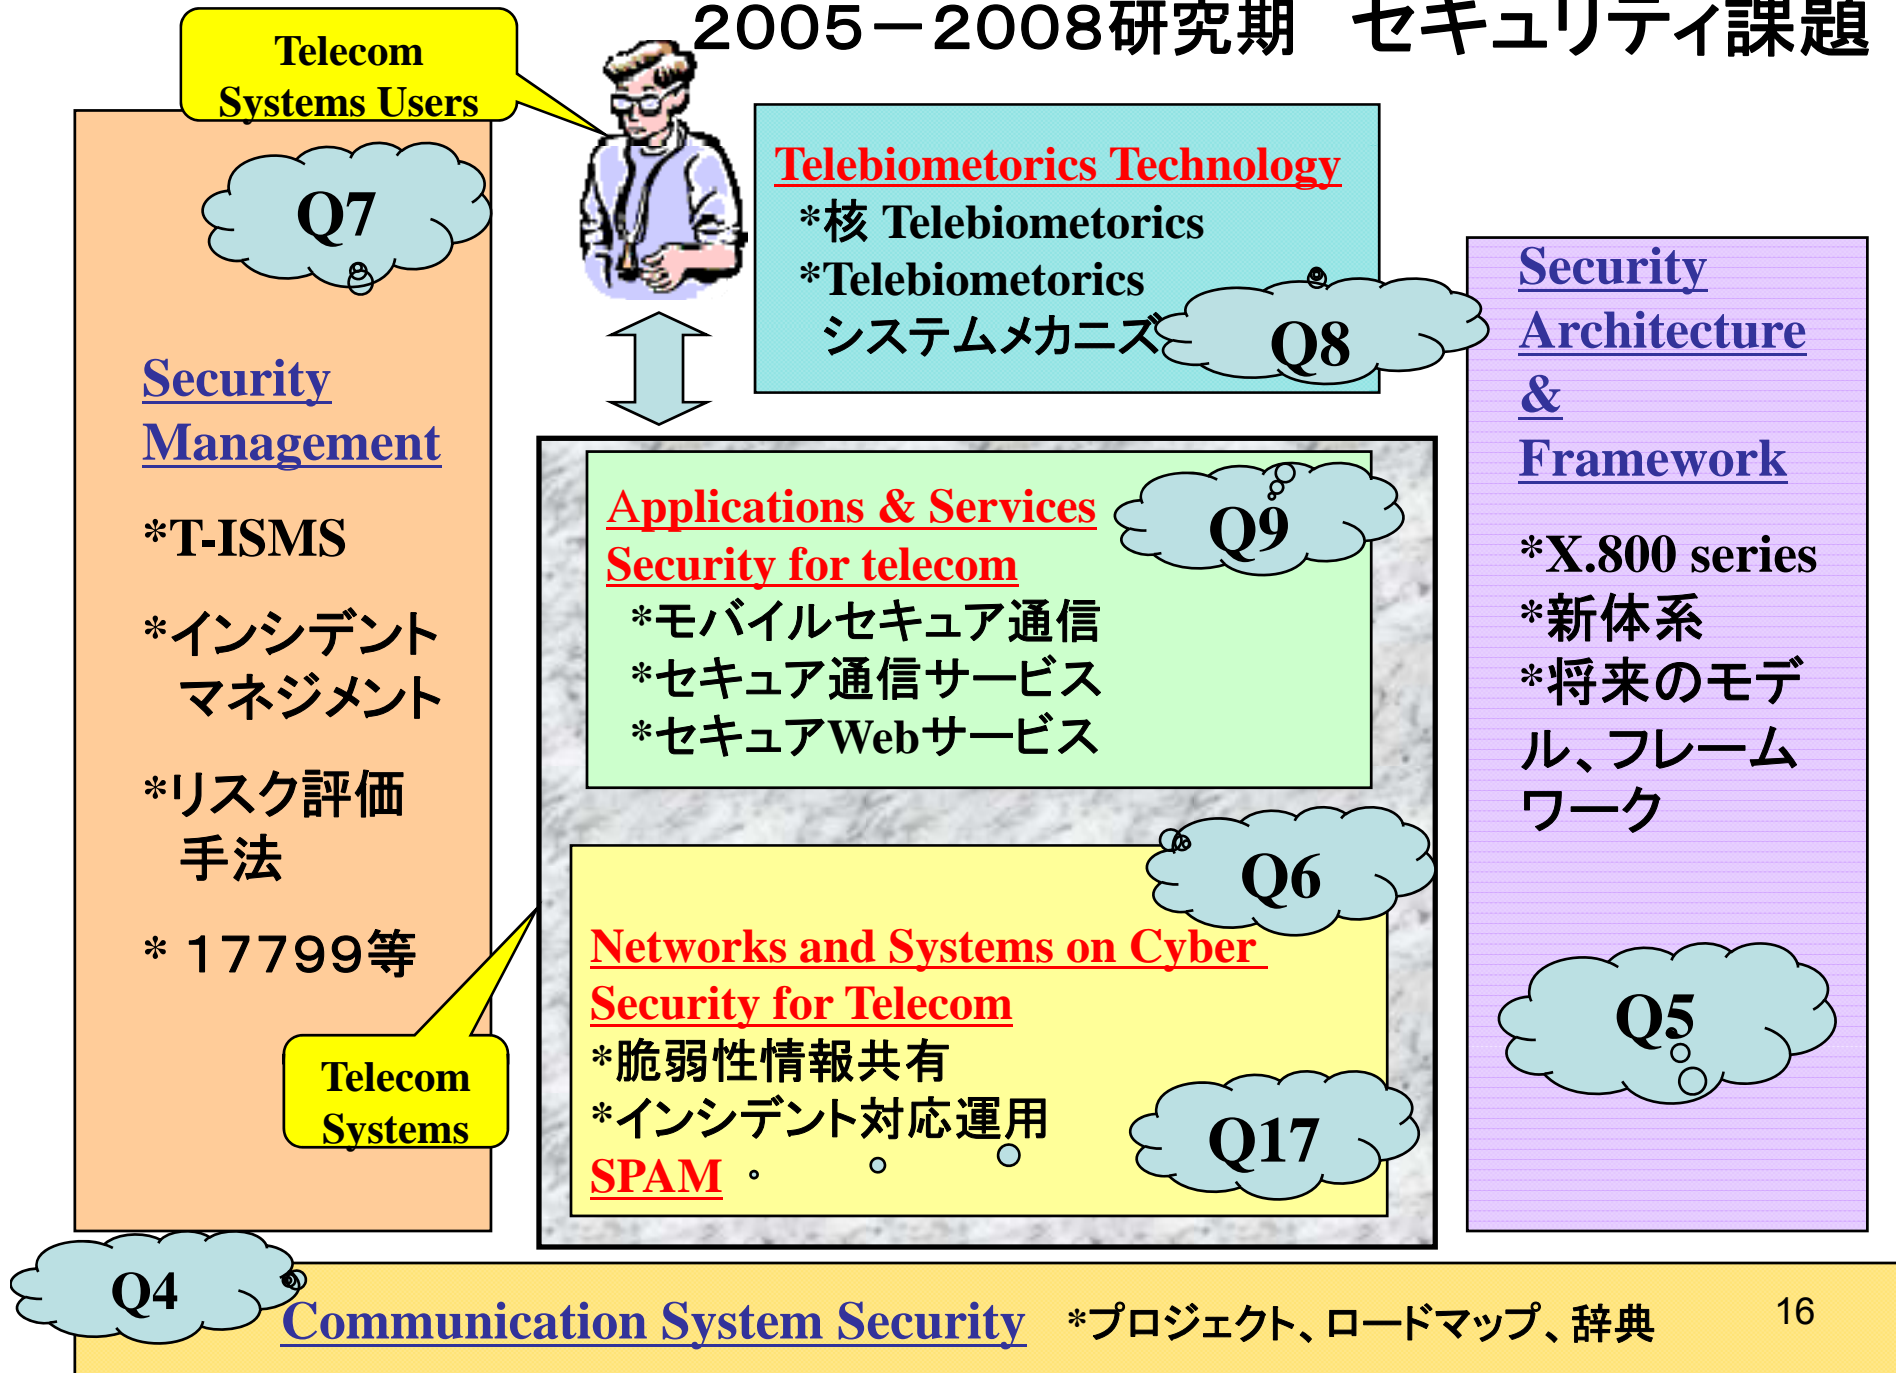 2005－2008研究期　セキュリティ課題
Telecom
Systems Users
Q7
Security
Management
*T-ISMS
*インシデント
マネジメント
*リスク評価
手法
* 17799等
Telebiometorics Technology
*核 Telebiometorics
*Telebiometorics
システムメカニズ
Q8
Security
Architecture
&
Framework
*X.800 series
*新体系
*将来のモデ
ル、フレーム
ワーク
Q5
Applications & Services
Security for telecom
*モバイルセキュア通信
*セキュア通信サービス
*セキュアWebサービス
Q9
Q6
Networks and Systems on Cyber
Security for Telecom
*脆弱性情報共有
*インシデント対応運用
SPAM
Q17
Telecom
Systems
Q4
Communication System Security *プロジェクト、ロードマップ、辞典
16